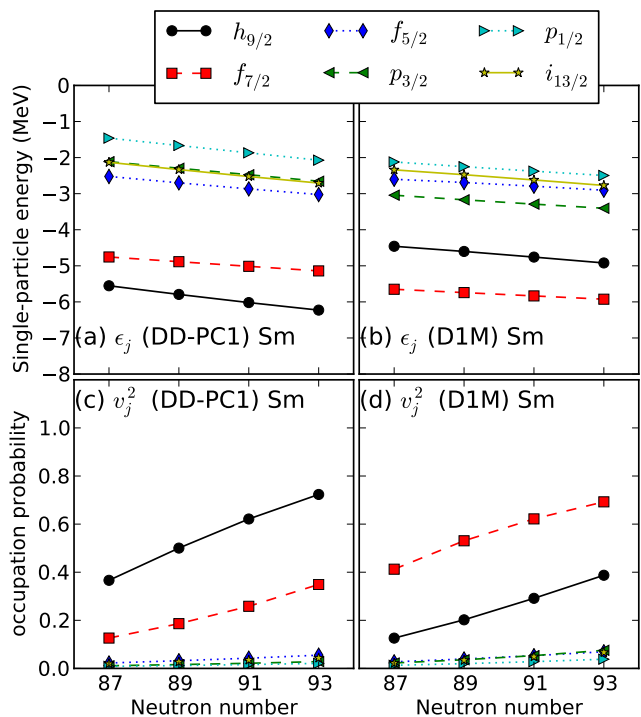 h9/2 f5/2 p1/2
f7/2 p3/2 i13/2
Single-particle energy (MeV)
0
−1
−2
−3
−4
−5
−6
−7
−8
(a) ϵj (DD-PC1) Sm
(b) ϵj (D1M) Sm
occupation probability
1.0
0.8
0.6
0.4
0.2
0.0
(c) v²j (DD-PC1) Sm
(d) v²j (D1M) Sm
87 89 91 93
87 89 91 93
Neutron number
Neutron number